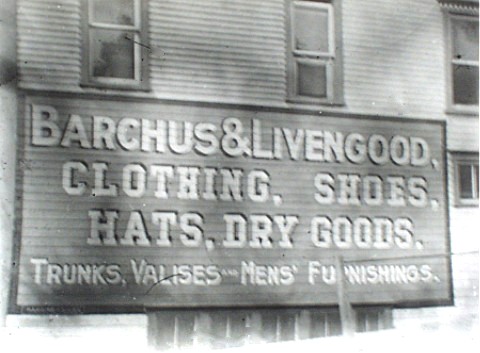 BARCHUS & LIVENGOOD,
CLOTHING, SHOES,
HATS, DRY GOODS,
TRUNKS, VALISES AND MENS' FURNISHINGS.